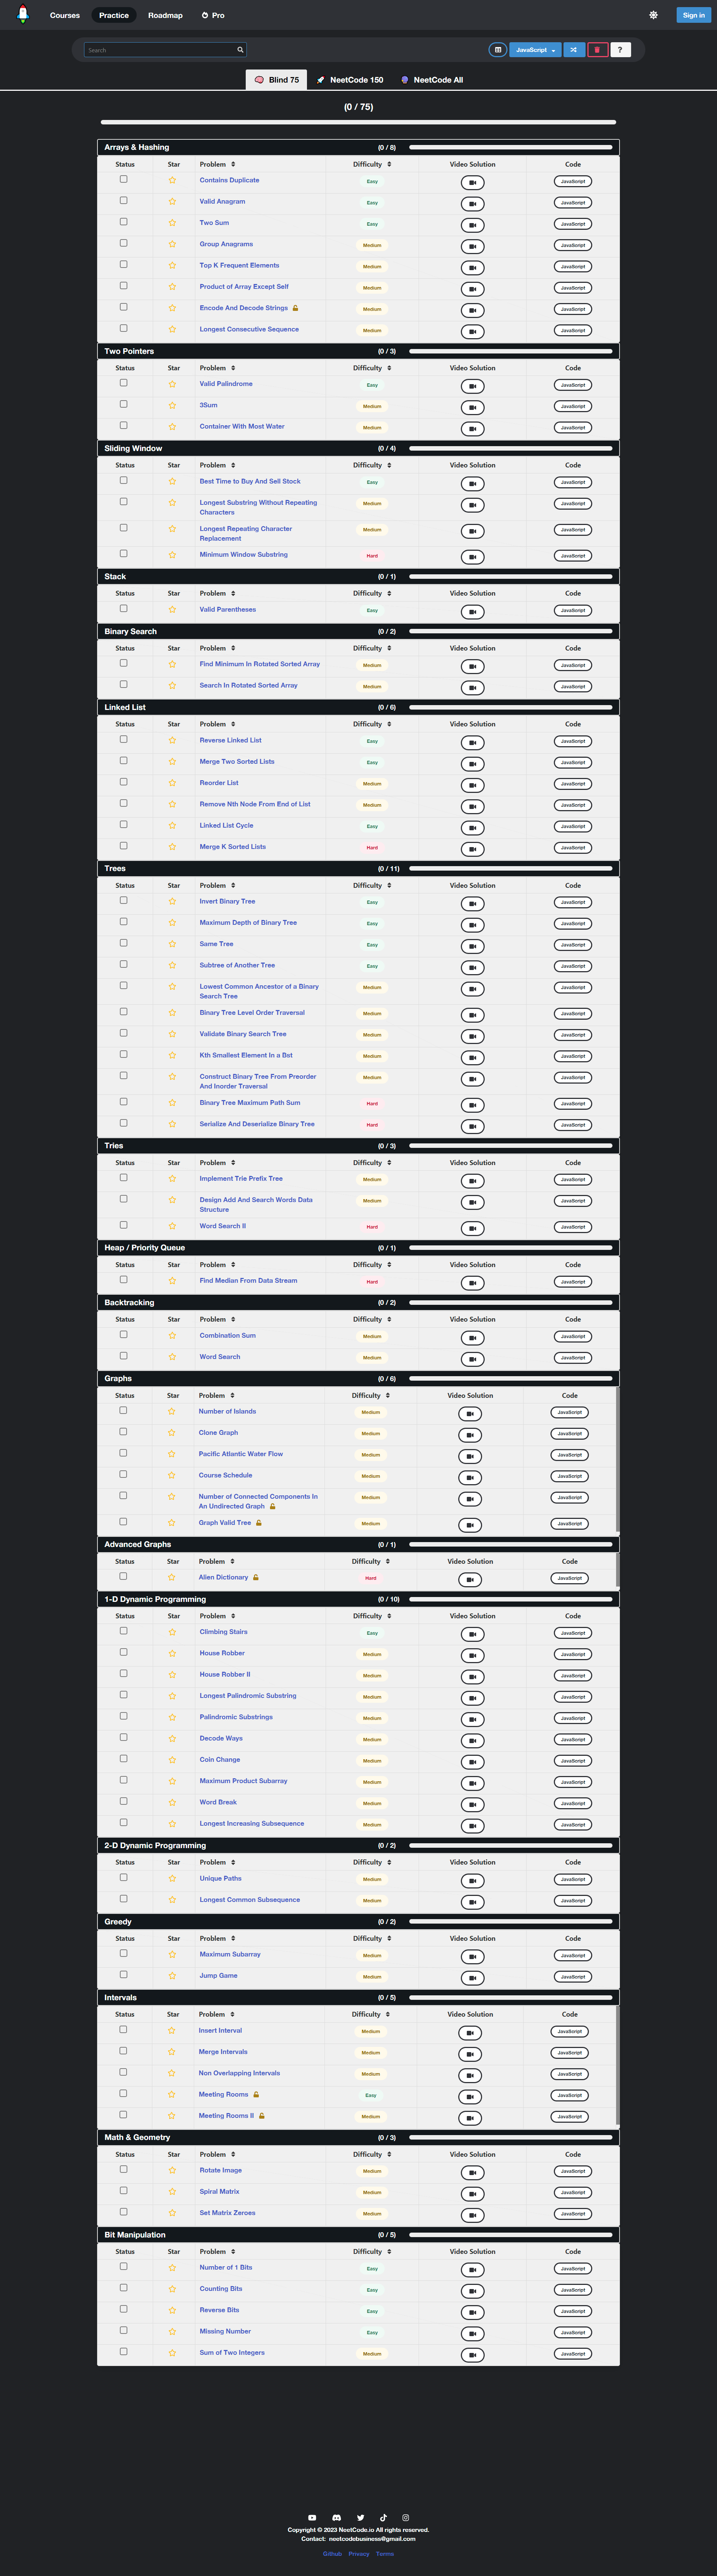 Courses Practice Roadmap Pro Sign in
Search JavaScript ?
Blind 75 NeetCode 150 NeetCode All
(0 / 75)
Arrays & Hashing (0 / 8)
Status Star Problem Difficulty Video Solution Code
Contains Duplicate Easy JavaScript
Valid Anagram Easy JavaScript
Two Sum Easy JavaScript
Group Anagrams Medium JavaScript
Top K Frequent Elements Medium JavaScript
Product of Array Except Self Medium JavaScript
Encode And Decode Strings Medium JavaScript
Longest Consecutive Sequence Medium JavaScript
Two Pointers (0 / 3)
Status Star Problem Difficulty Video Solution Code
Valid Palindrome Easy JavaScript
3Sum Medium JavaScript
Container With Most Water Medium JavaScript
Sliding Window (0 / 4)
Status Star Problem Difficulty Video Solution Code
Best Time to Buy And Sell Stock Easy JavaScript
Longest Substring Without Repeating Medium JavaScript
Characters
Longest Repeating Character Medium JavaScript
Replacement
Minimum Window Substring Hard JavaScript
Stack (0 / 1)
Status Star Problem Difficulty Video Solution Code
Valid Parentheses Easy JavaScript
Binary Search (0 / 2)
Status Star Problem Difficulty Video Solution Code
Find Minimum In Rotated Sorted Array Medium JavaScript
Search In Rotated Sorted Array Medium JavaScript
Linked List (0 / 6)
Status Star Problem Difficulty Video Solution Code
Reverse Linked List Easy JavaScript
Merge Two Sorted Lists Easy JavaScript
Reorder List Medium JavaScript
Remove Nth Node From End of List Medium JavaScript
Linked List Cycle Easy JavaScript
Merge K Sorted Lists Hard JavaScript
Trees (0 / 11)
Status Star Problem Difficulty Video Solution Code
Invert Binary Tree Easy JavaScript
Maximum Depth of Binary Tree Easy JavaScript
Same Tree Easy JavaScript
Subtree of Another Tree Easy JavaScript
Lowest Common Ancestor of a Binary Medium JavaScript
Search Tree
Binary Tree Level Order Traversal Medium JavaScript
Validate Binary Search Tree Medium JavaScript
Kth Smallest Element In a Bst Medium JavaScript
Construct Binary Tree From Preorder Medium JavaScript
And Inorder Traversal
Binary Tree Maximum Path Sum Hard JavaScript
Serialize And Deserialize Binary Tree Hard JavaScript
Tries (0 / 3)
Status Star Problem Difficulty Video Solution Code
Implement Trie Prefix Tree Medium JavaScript
Design Add And Search Words Data Medium JavaScript
Structure
Word Search II Hard JavaScript
Heap / Priority Queue (0 / 1)
Status Star Problem Difficulty Video Solution Code
Find Median From Data Stream Hard JavaScript
Backtracking (0 / 2)
Status Star Problem Difficulty Video Solution Code
Combination Sum Medium JavaScript
Word Search Medium JavaScript
Graphs (0 / 6)
Status Star Problem Difficulty Video Solution Code
Number of Islands Medium JavaScript
Clone Graph Medium JavaScript
Pacific Atlantic Water Flow Medium JavaScript
Course Schedule Medium JavaScript
Number of Connected Components In Medium JavaScript
An Undirected Graph
Graph Valid Tree Medium JavaScript
Advanced Graphs (0 / 1)
Status Star Problem Difficulty Video Solution Code
Alien Dictionary Hard JavaScript
1-D Dynamic Programming (0 / 10)
Status Star Problem Difficulty Video Solution Code
Climbing Stairs Easy JavaScript
House Robber Medium JavaScript
House Robber II Medium JavaScript
Longest Palindromic Substring Medium JavaScript
Palindromic Substrings Medium JavaScript
Decode Ways Medium JavaScript
Coin Change Medium JavaScript
Maximum Product Subarray Medium JavaScript
Word Break Medium JavaScript
Longest Increasing Subsequence Medium JavaScript
2-D Dynamic Programming (0 / 2)
Status Star Problem Difficulty Video Solution Code
Unique Paths Medium JavaScript
Longest Common Subsequence Medium JavaScript
Greedy (0 / 2)
Status Star Problem Difficulty Video Solution Code
Maximum Subarray Medium JavaScript
Jump Game Medium JavaScript
Intervals (0 / 5)
Status Star Problem Difficulty Video Solution Code
Insert Interval Medium JavaScript
Merge Intervals Medium JavaScript
Non Overlapping Intervals Medium JavaScript
Meeting Rooms Easy JavaScript
Meeting Rooms II Medium JavaScript
Math & Geometry (0 / 3)
Status Star Problem Difficulty Video Solution Code
Rotate Image Medium JavaScript
Spiral Matrix Medium JavaScript
Set Matrix Zeroes Medium JavaScript
Bit Manipulation (0 / 5)
Status Star Problem Difficulty Video Solution Code
Number of 1 Bits Easy JavaScript
Counting Bits Easy JavaScript
Reverse Bits Easy JavaScript
Missing Number Easy JavaScript
Sum of Two Integers Medium JavaScript
Copyright © 2023 NeetCode.io All rights reserved.
Contact: neetcodebusiness@gmail.com
Github Privacy Terms